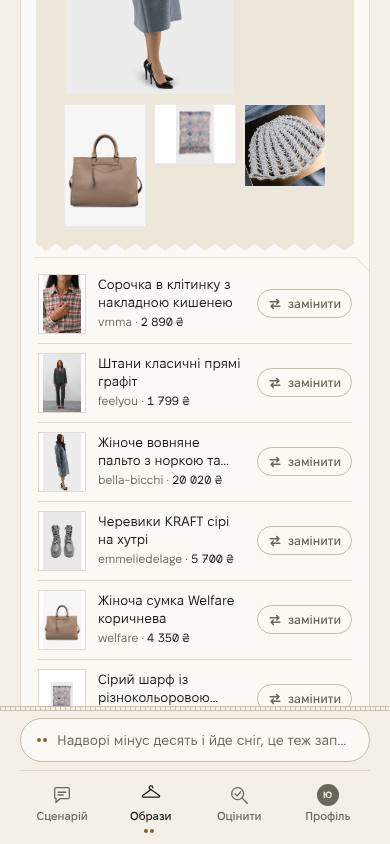 Сорочка в клітинку з
накладною кишенею
vmma · 2 890 ₴
замінити
Штани класичні прямі
графіт
feelyou · 1 799 ₴
замінити
Жіноче вовняне
пальто з норкою та...
bella-bicchi · 20 020 ₴
замінити
Черевики KRAFT сірі
на хутрі
emmeliedelage · 5 700 ₴
замінити
Жіноча сумка Welfare
коричнева
welfare · 4 350 ₴
замінити
Сірий шарф із
різнокольоровою...
замінити
Надворі мінус десять і йде сніг, це теж зап...
Сценарій
Образи
Оцінити
Ю
Профіль